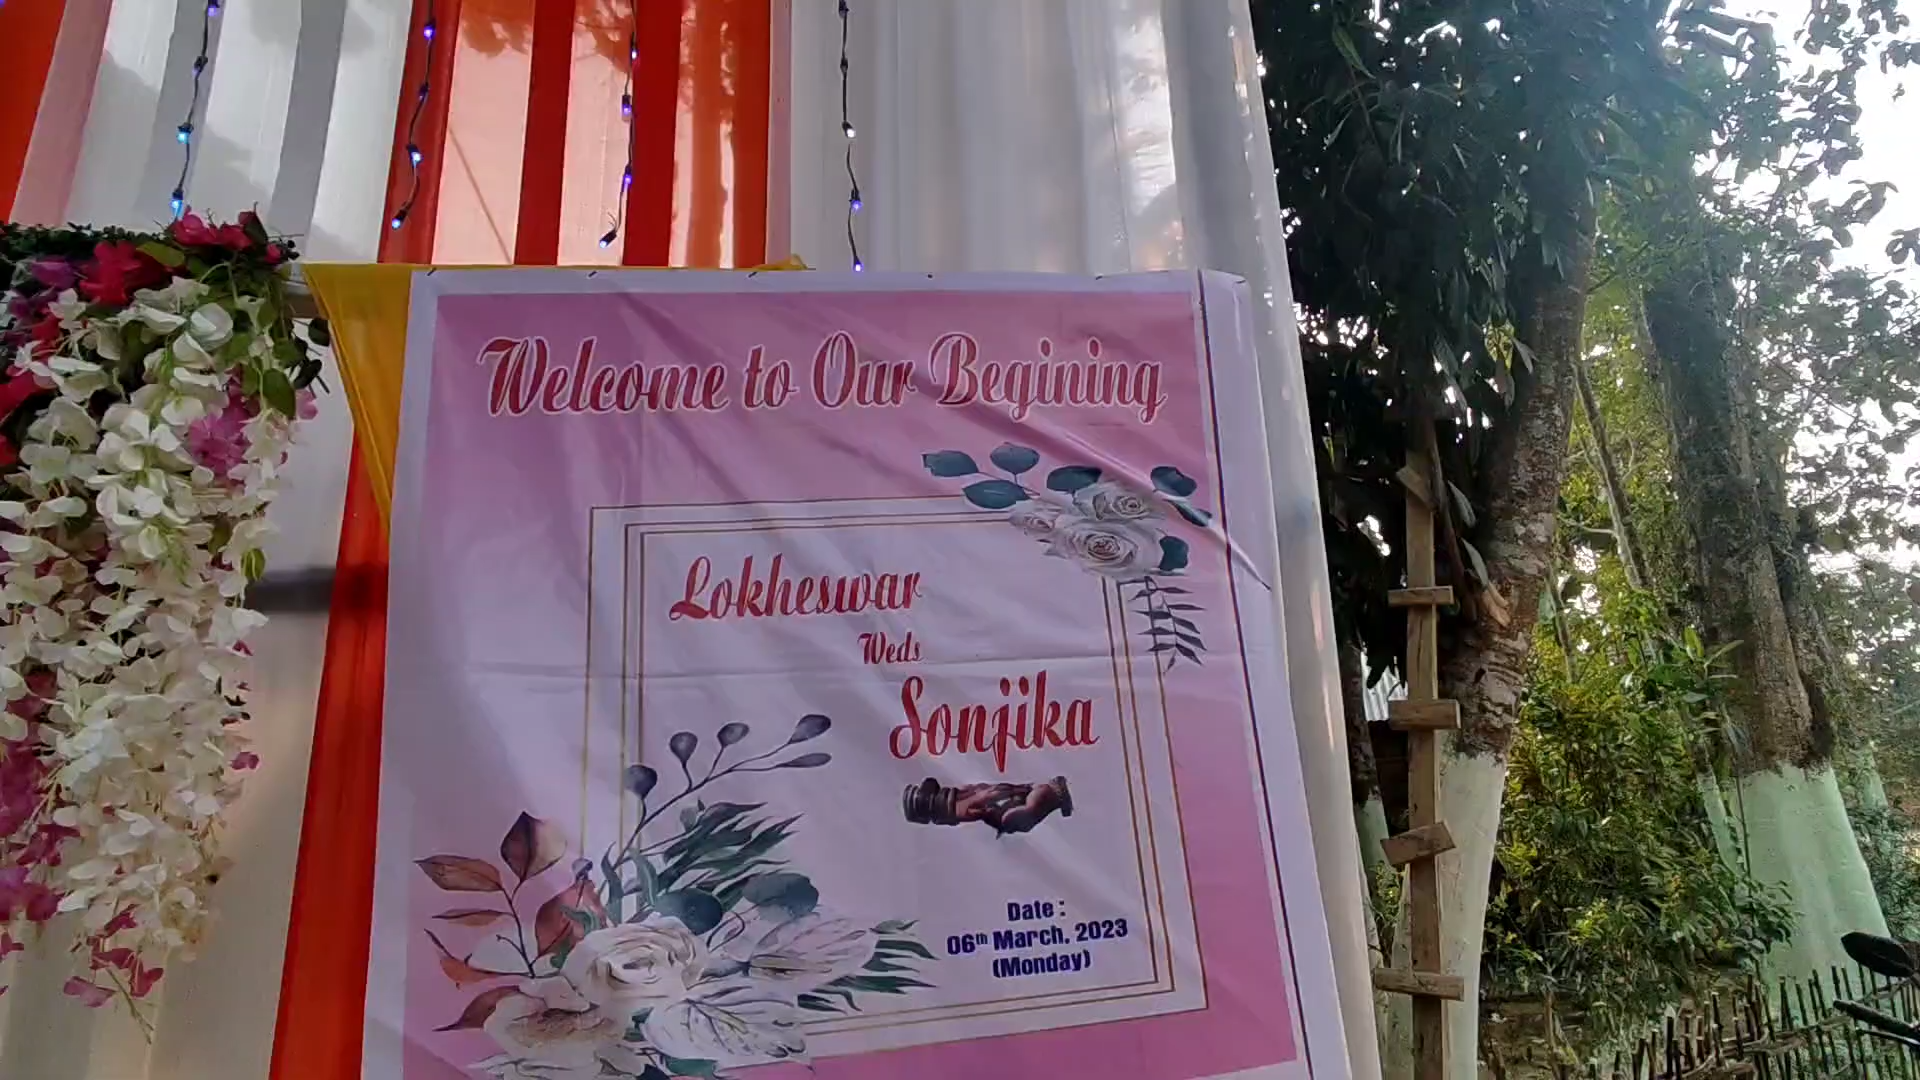 Welcome to Our Begining
Lokheswar
Weds
Sonjika
Date :
06th March, 2023
(Monday)